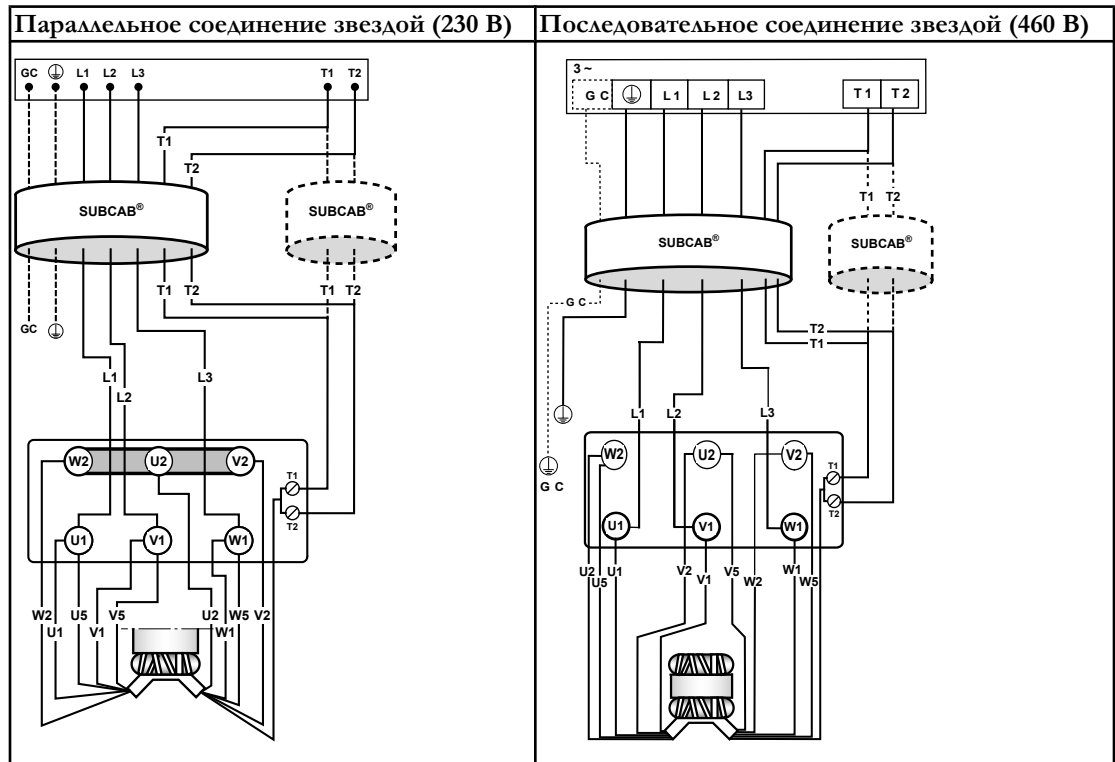 Параллельное соединение звездой (230 В)
GC L1 L2 L3 T1 T2
T1
T2
SUBCAB®
SUBCAB®
T1 T2 T1 T2
GC
L1 L3
L2
W2 U2 V2
T1
T2
U1 V1 W1
W2 U5 V5 U2 W5 V2
U1 V1 W1
Последовательное соединение звездой (460 В)
3 ~
G C L 1 L 2 L3 T 1 T 2
T1 T2
SUBCAB®
SUBCAB®
G C
T2
T1
L1 L2 L3
W2 U2 V2
T1
G C
T2
U1 V1 W1
U2 U1 V2 V5 W1
U5 V1 W2 W5